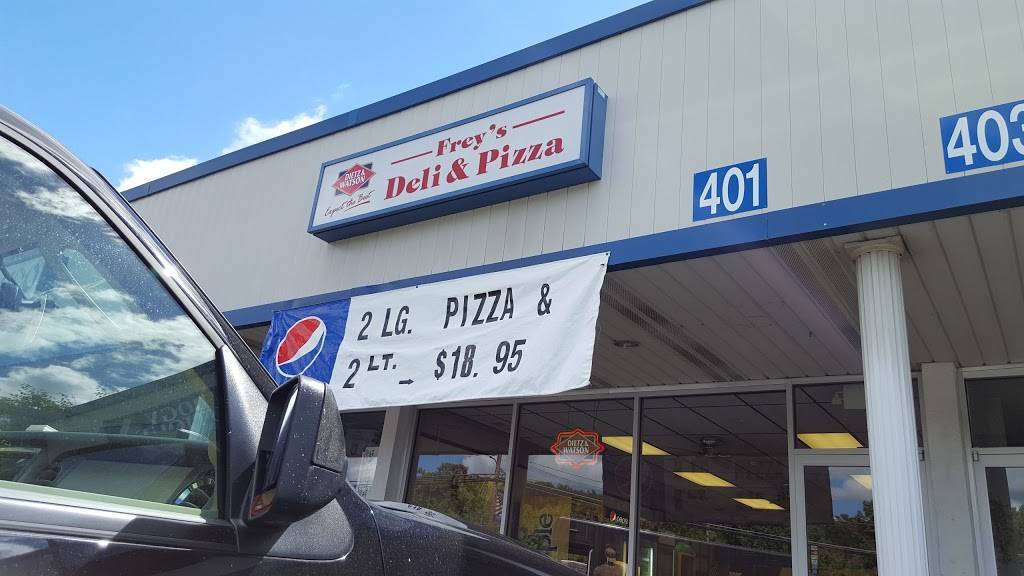 Frey's
Deli & Pizza
DIETZ & WATSON
Expect the Best
401
403
2 LG. PIZZA &
2 LT. - $18.95
DIETZ & WATSON